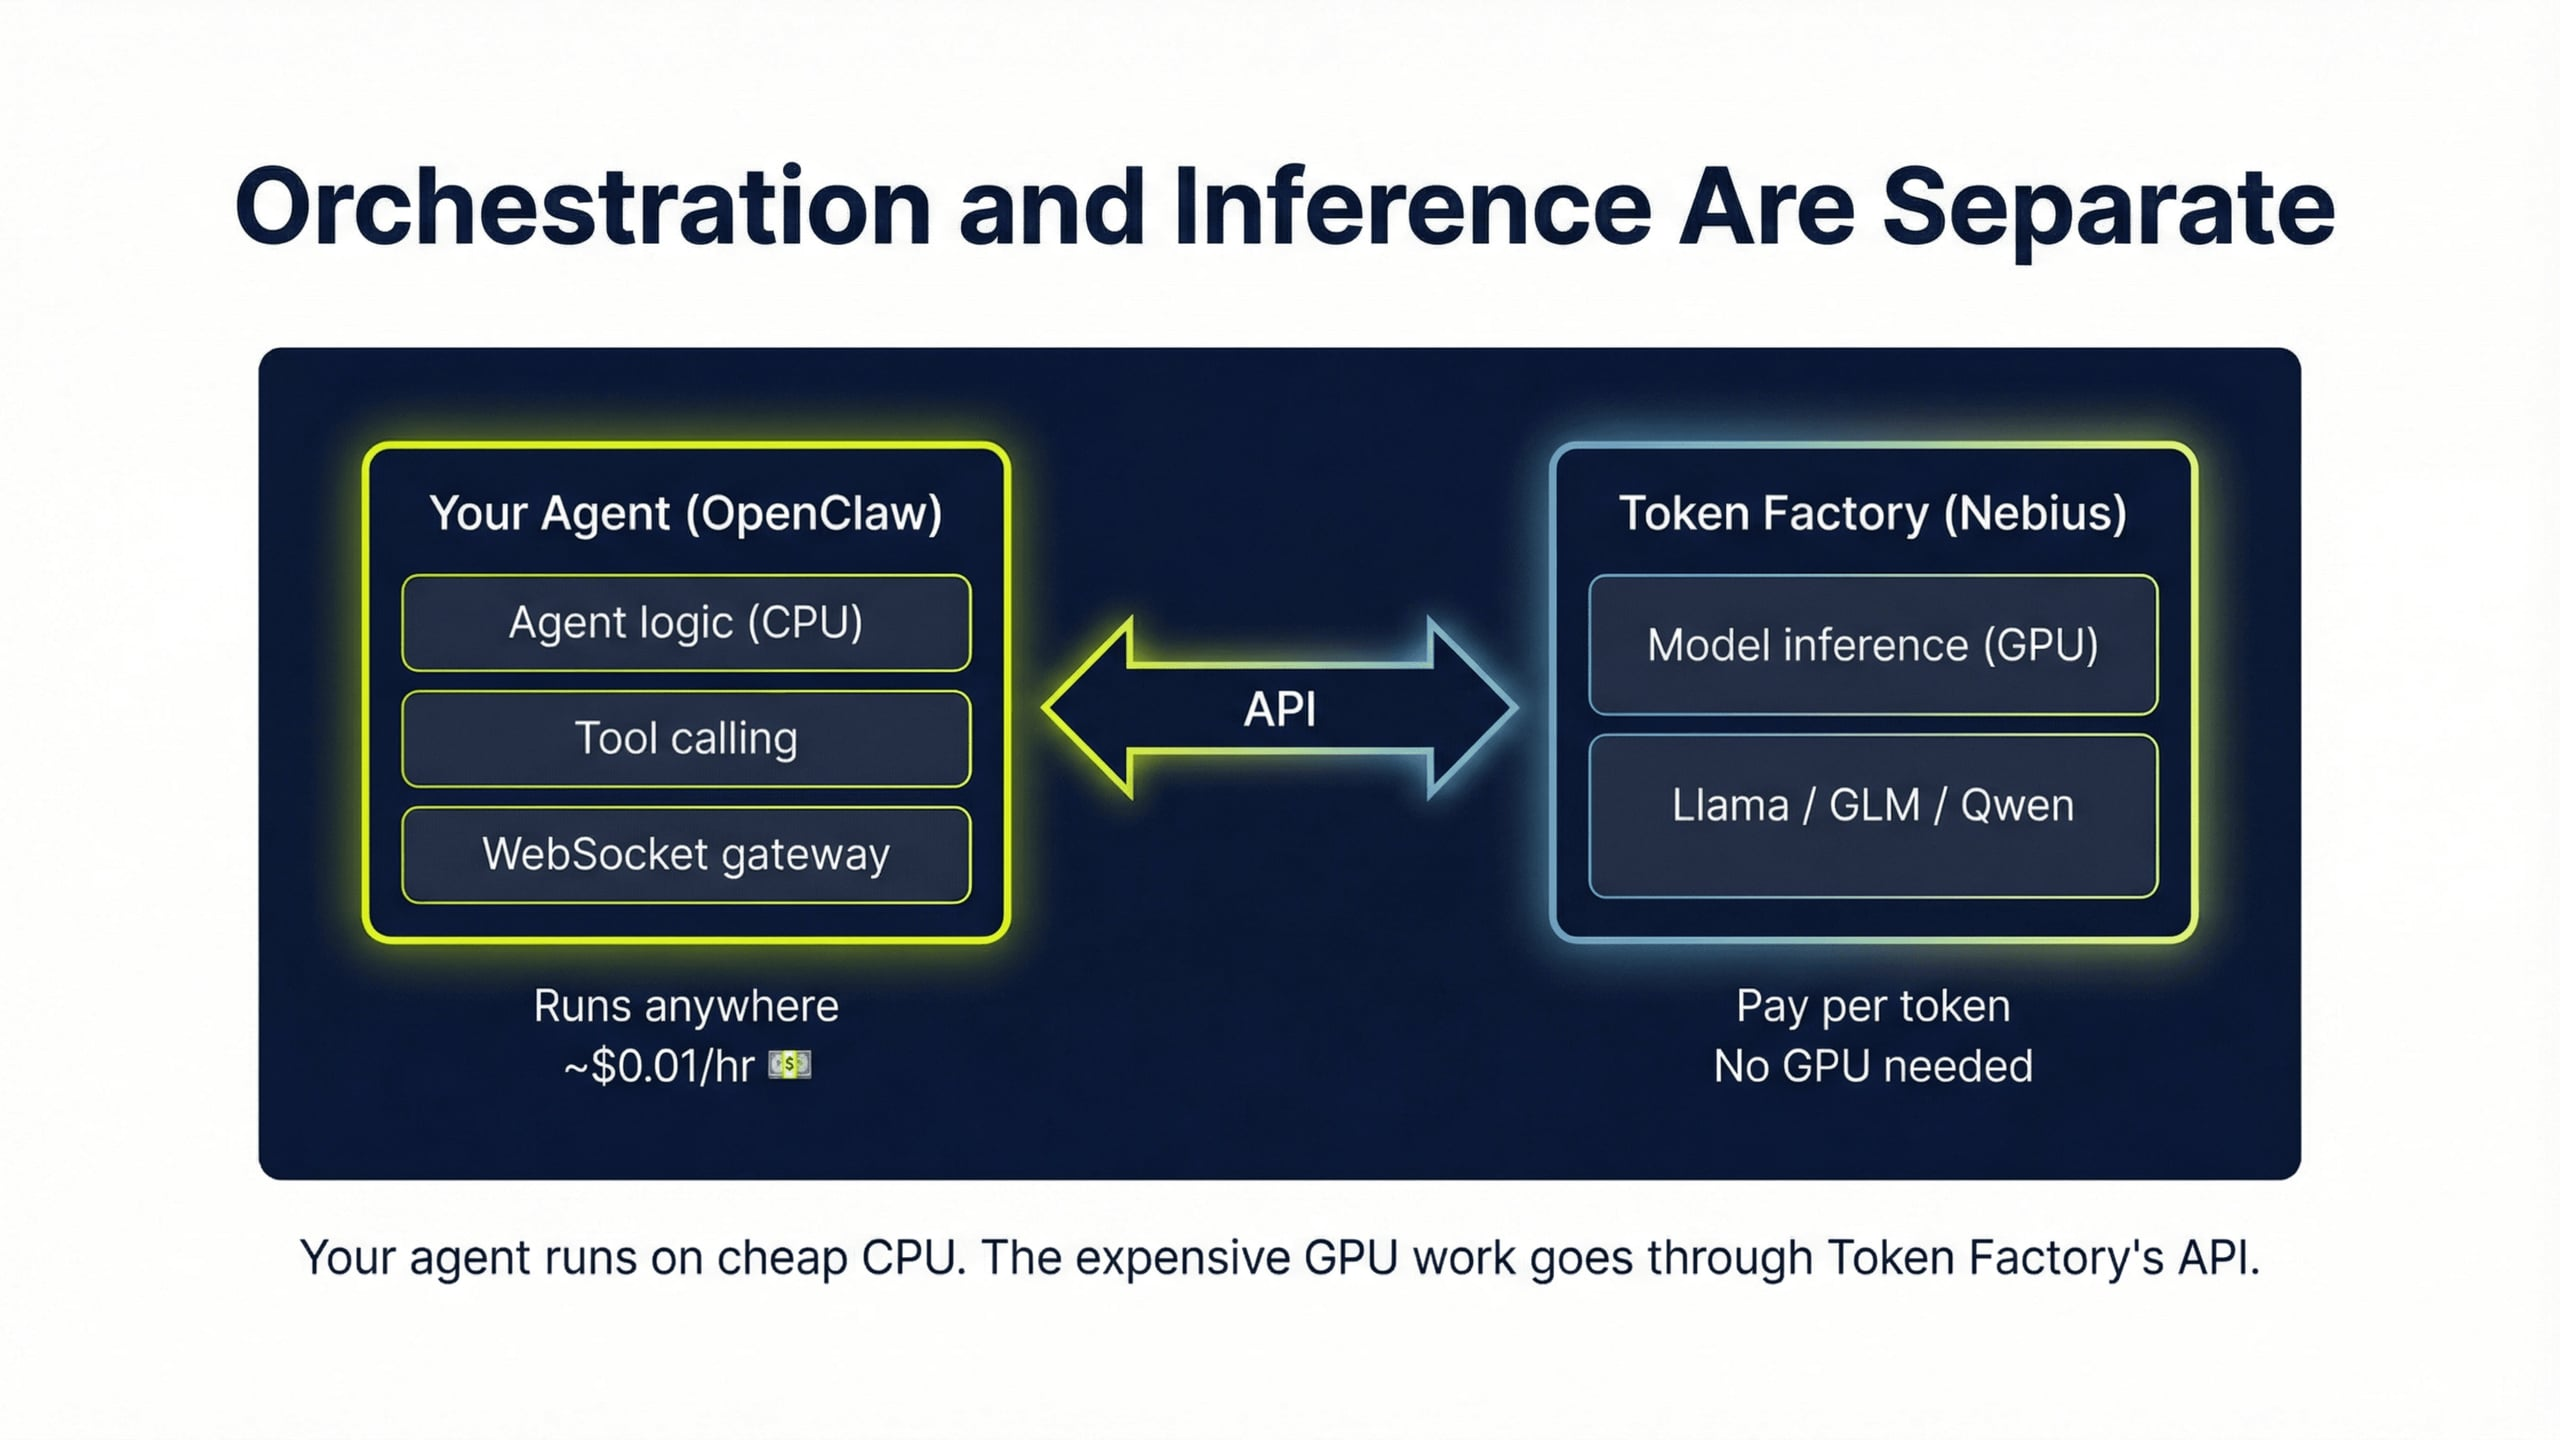 Orchestration and Inference Are Separate
Your Agent (OpenClaw)
Agent logic (CPU)
Tool calling
WebSocket gateway
Runs anywhere
~$0.01/hr 💵
API
Token Factory (Nebius)
Model inference (GPU)
Llama / GLM / Qwen
Pay per token
No GPU needed
Your agent runs on cheap CPU. The expensive GPU work goes through Token Factory's API.